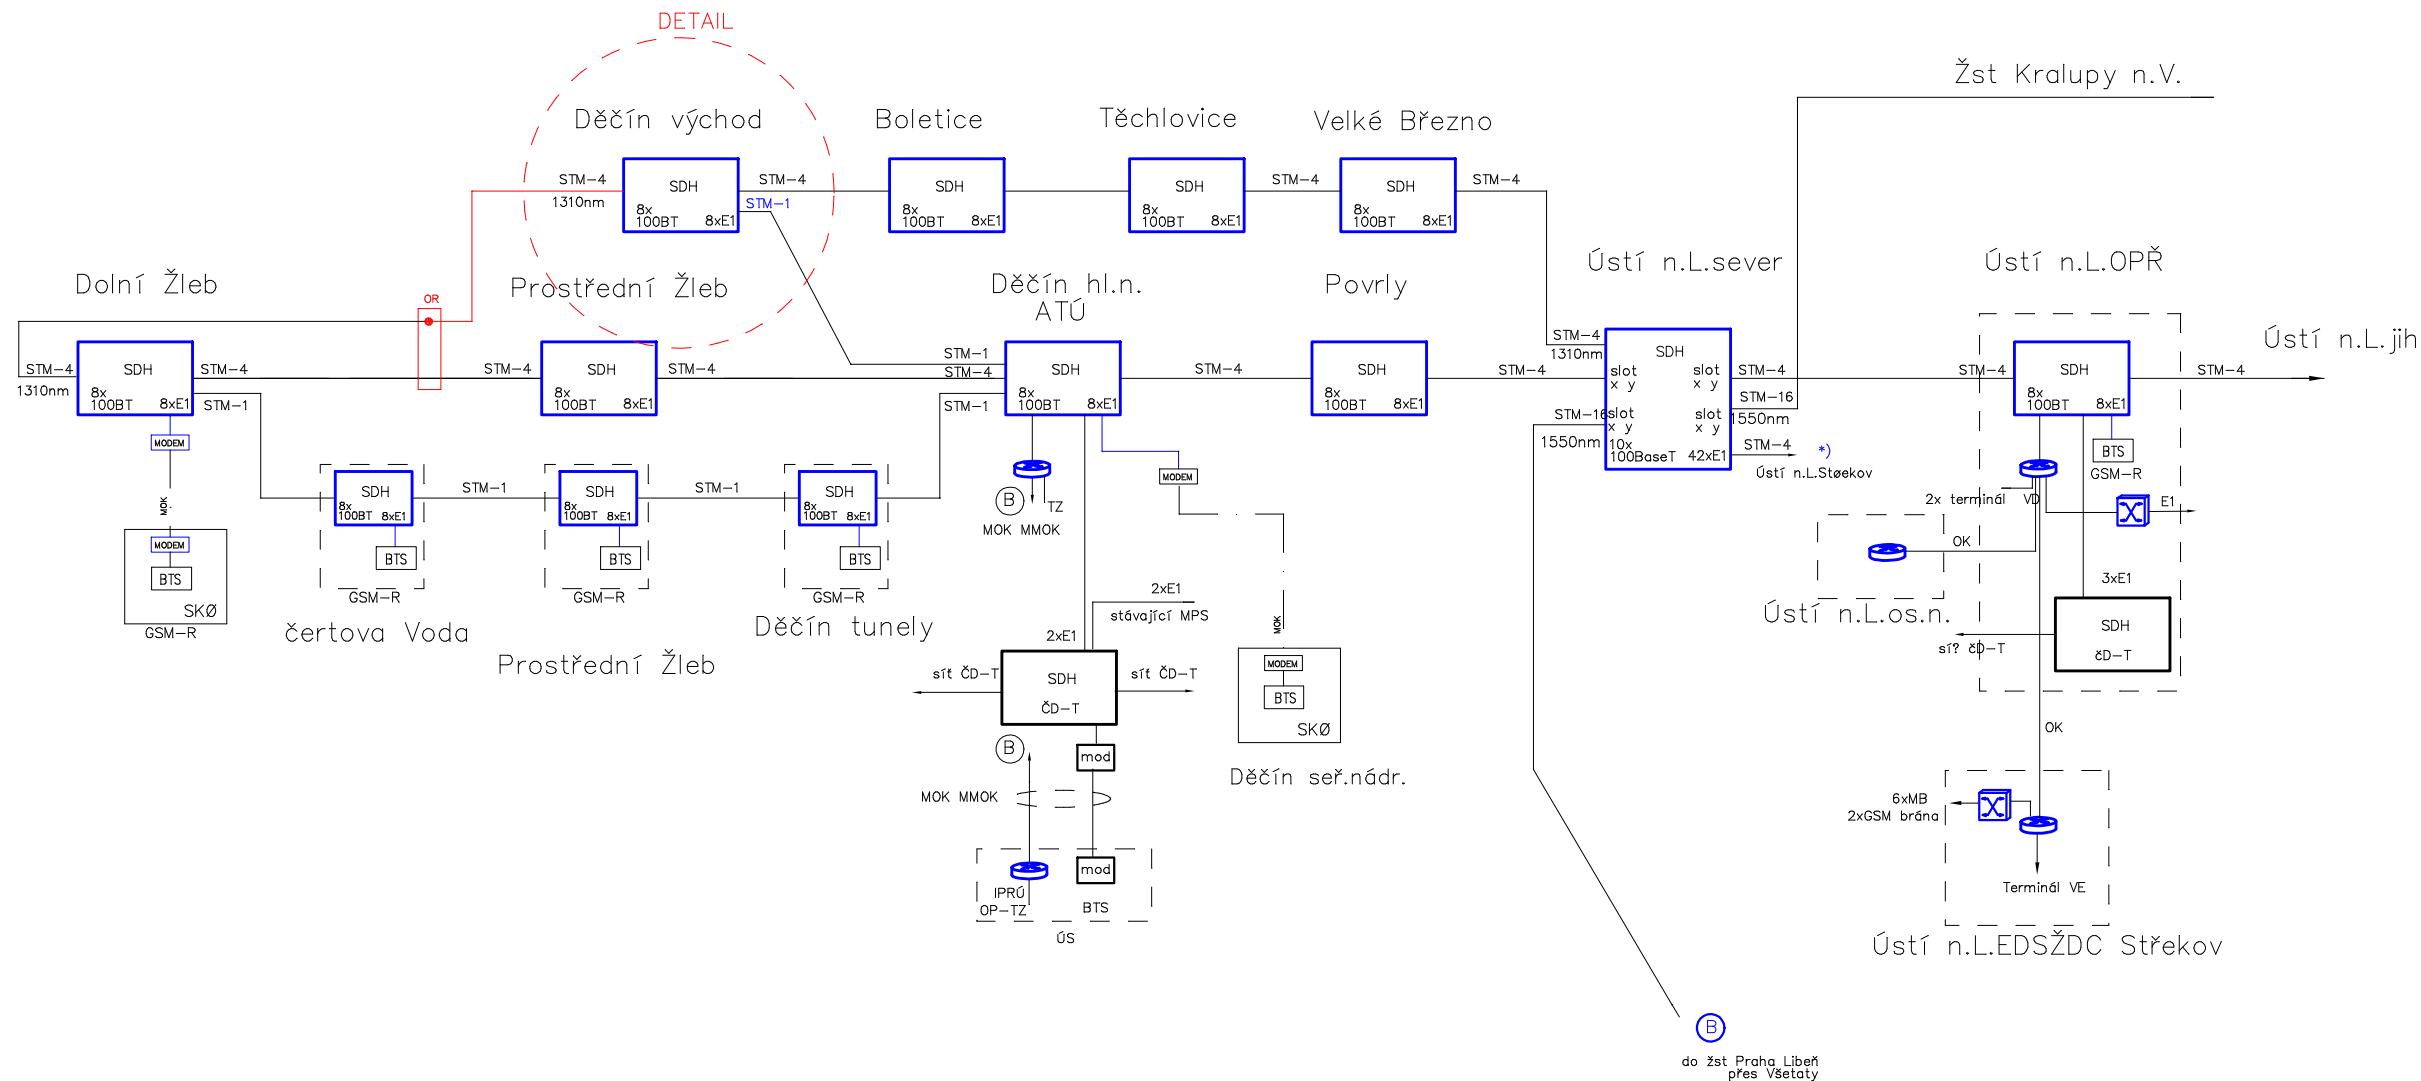 DETAIL
Žst Kralupy n.V.
Děčín východ
Boletice
Těchlovice
Velké Březno
STM-4
1310nm
SDH
8x
100BT
8xE1
STM-4
STM-1
SDH
8x
100BT
8xE1
SDH
8x
100BT
8xE1
STM-4
SDH
8x
100BT
8xE1
STM-4
Dolní Žleb
OR
Prostřední Žleb
Děčín hl.n.
ATÚ
Povrly
Ústí n.L.sever
Ústí n.L.OPŘ
Ústí n.L.jih
STM-4
1310nm
SDH
8x
100BT
8xE1
STM-4
STM-1
STM-4
SDH
8x
100BT
8xE1
STM-4
STM-1
STM-4
STM-1
SDH
8x
100BT
8xE1
STM-4
SDH
8x
100BT
8xE1
STM-4
STM-4
1310nm
STM-16
1550nm
SDH
slot
x y
slot
x y
slot
x y
slot
x y
10x
100BaseT
42xE1
STM-4
STM-16
1550nm
STM-4
*)
Ústí n.L.Støekov
STM-4
SDH
8x
100BT
8xE1
STM-4
MODEM
MOK
MODEM
BTS
SKØ
GSM-R
STM-1
SDH
8x
100BT
8xE1
BTS
GSM-R
čertova Voda
STM-1
SDH
8x
100BT
8xE1
BTS
GSM-R
Prostřední Žleb
SDH
8x
100BT
8xE1
BTS
GSM-R
Děčín tunely
B
TZ
MOK MMOK
MODEM
MOK
MODEM
BTS
SKØ
Děčín seř.nádr.
2xE1
stávající MPS
2xE1
síť ČD-T
SDH
ČD-T
síť ČD-T
B
mod
MOK MMOK
mod
IPRÚ
OP-TZ
BTS
ÚS
BTS
GSM-R
2x terminál VD
E1
OK
Ústí n.L.os.n.
3xE1
SDH
čD-T
sí? čD-T
OK
6xMB
2xGSM brána
Terminál VE
Ústí n.L.EDSŽDC Střekov
B
do žst Praha Libeň
přes Všetaty